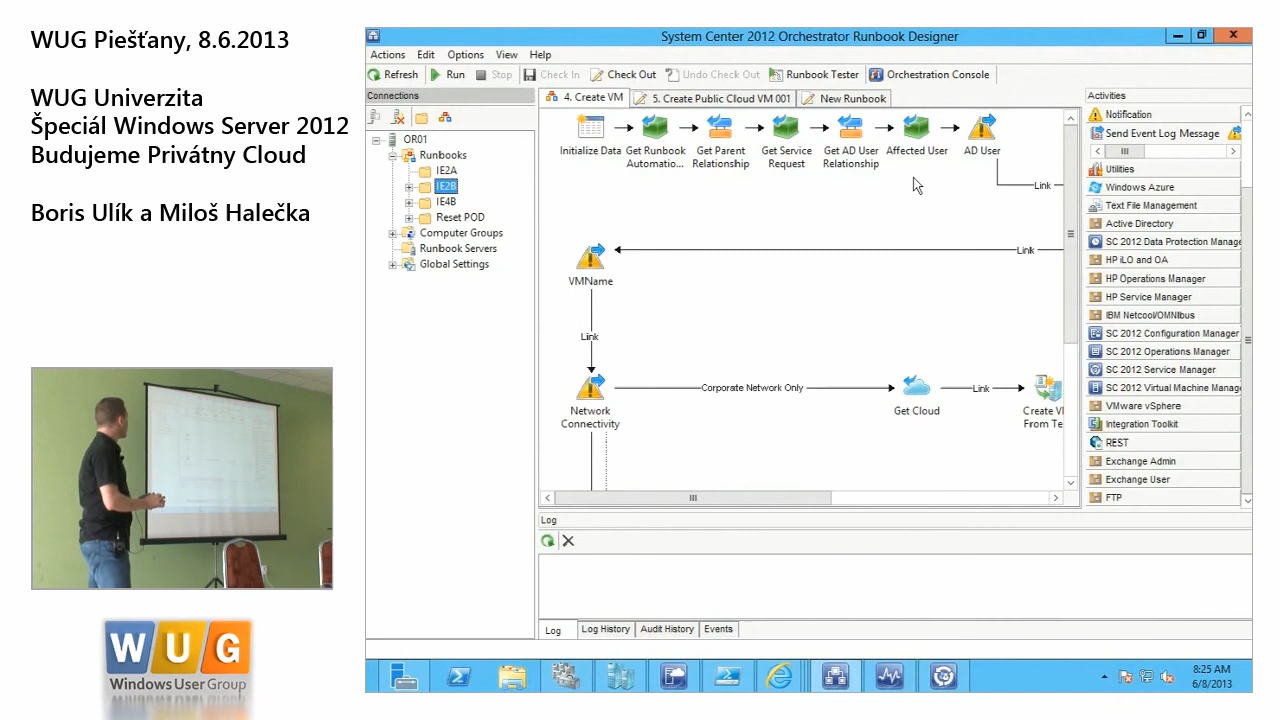 WUG Piešťany, 8.6.2013
WUG Univerzita
Špeciál Windows Server 2012
Budujeme Privátny Cloud
Boris Ulík a Miloš Halečka
WUG
Windows User Group
System Center 2012 Orchestrator Runbook Designer
Actions Edit Options View Help
Refresh Run Stop Check In Check Out Undo Check Out Runbook Tester Orchestration Console
Connections
OR01
Runbooks
IE2A
IE2B
IE4B
Reset POD
Computer Groups
Runbook Servers
Global Settings
4. Create VM 5. Create Public Cloud VM 001 New Runbook
Initialize Data
Get Runbook
Automatio...
Get Parent
Relationship
Get Service
Request
Get AD User
Relationship
Affected User
AD User
Link
Link
VMName
Link
Network
Connectivity
Corporate Network Only
Get Cloud
Link
Create VI
From Te
Activities
Notification
Send Event Log Message
Utilities
Windows Azure
Text File Management
Active Directory
SC 2012 Data Protection Manage
HP iLO and OA
HP Operations Manager
HP Service Manager
IBM Netcool/OMNIbus
SC 2012 Configuration Manager
SC 2012 Operations Manager
SC 2012 Service Manager
SC 2012 Virtual Machine Manag
VMware vSphere
Integration Toolkit
REST
Exchange Admin
Exchange User
FTP
Log
Log Log History Audit History Events
8:25 AM
6/8/2013